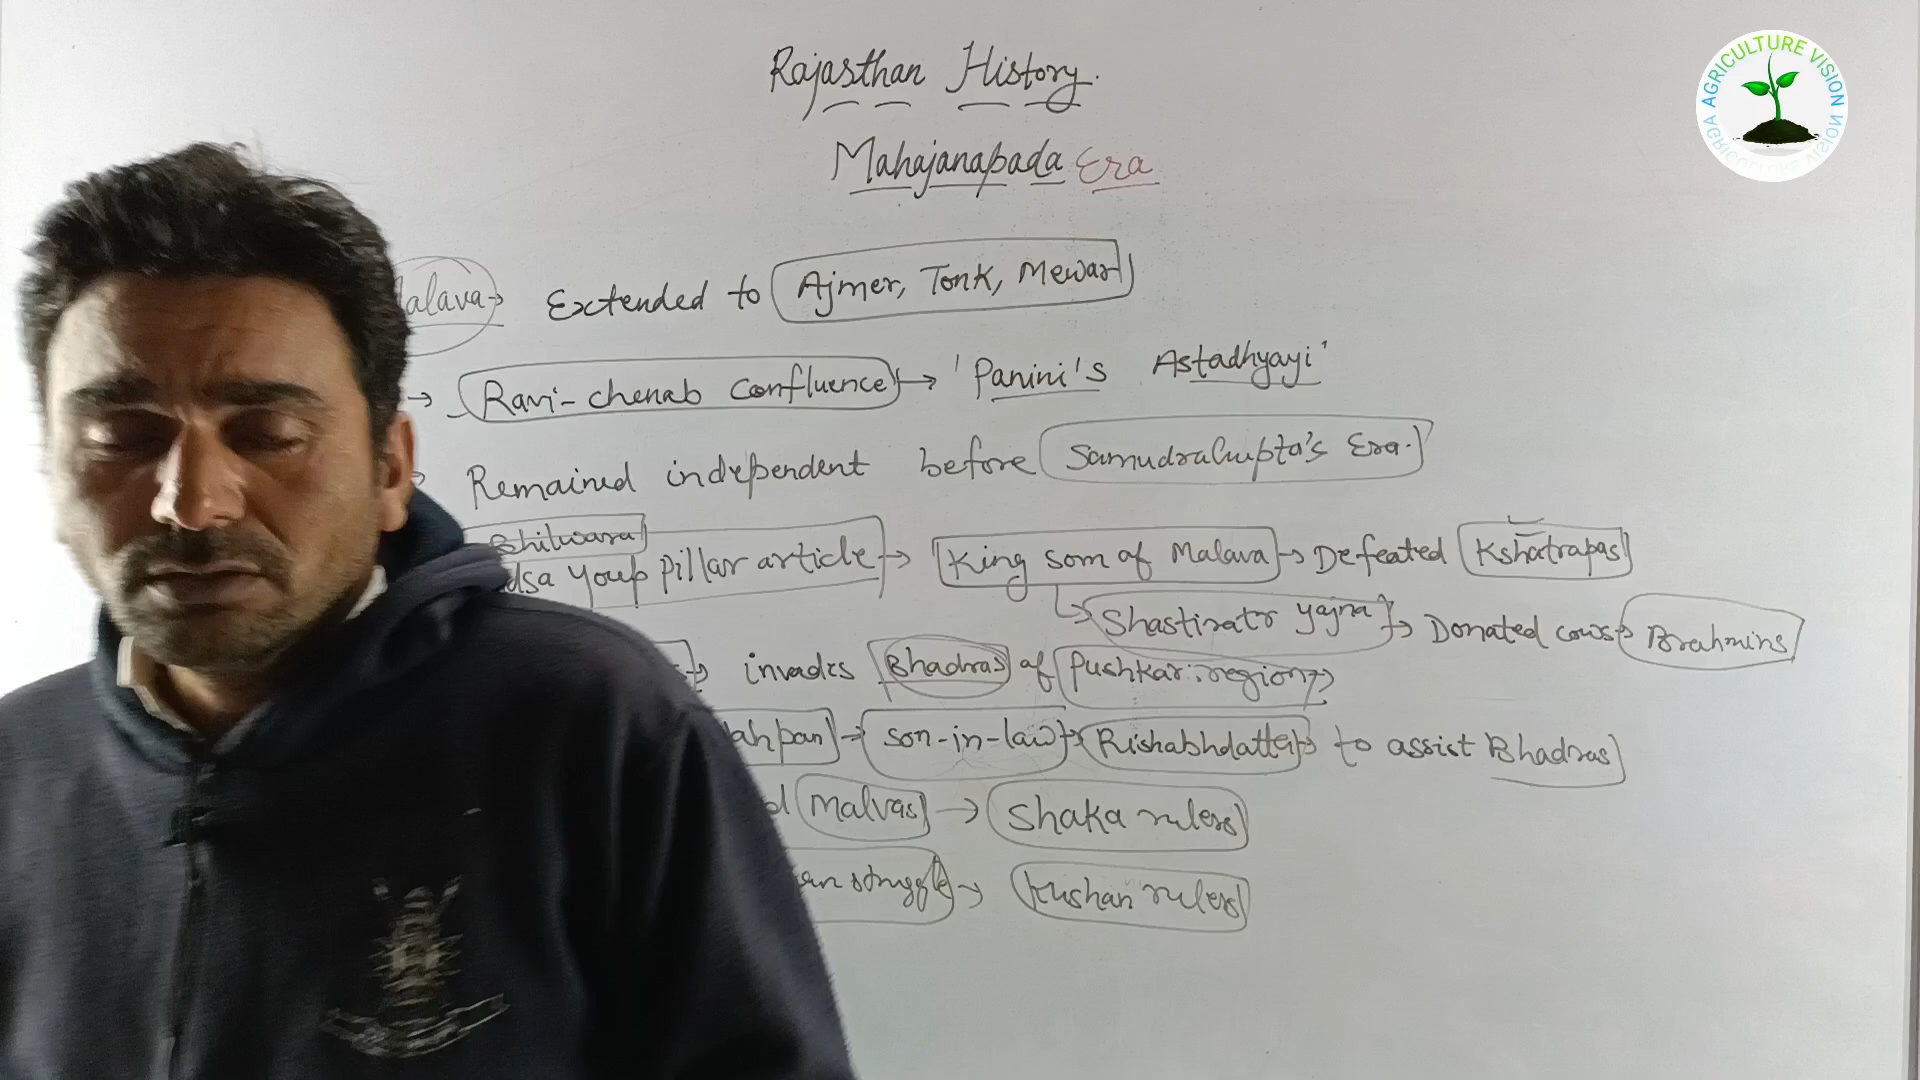 Rajasthan History.
Mahajanapada Era
alava → Extended to Ajmer, Tonk, Mewar
→ Ravi-chenab confluence → 'Panini's Astadhyayi'
Remained independent before SamudraGupta's Era.
Bhilwara
dsa Youp pillar article → King som of Malava → Defeated Kshatrapas
↳ Shastiratr Yajna → Donated cows → Brahmins
→ invades Bhadras of Pushkar region →
ahpan → son-in-law → Rishabhdatta → to assist Bhadras
d Malvas → Shaka rulers
an struggle → Kushan rulers
AGRICULTURE VISION